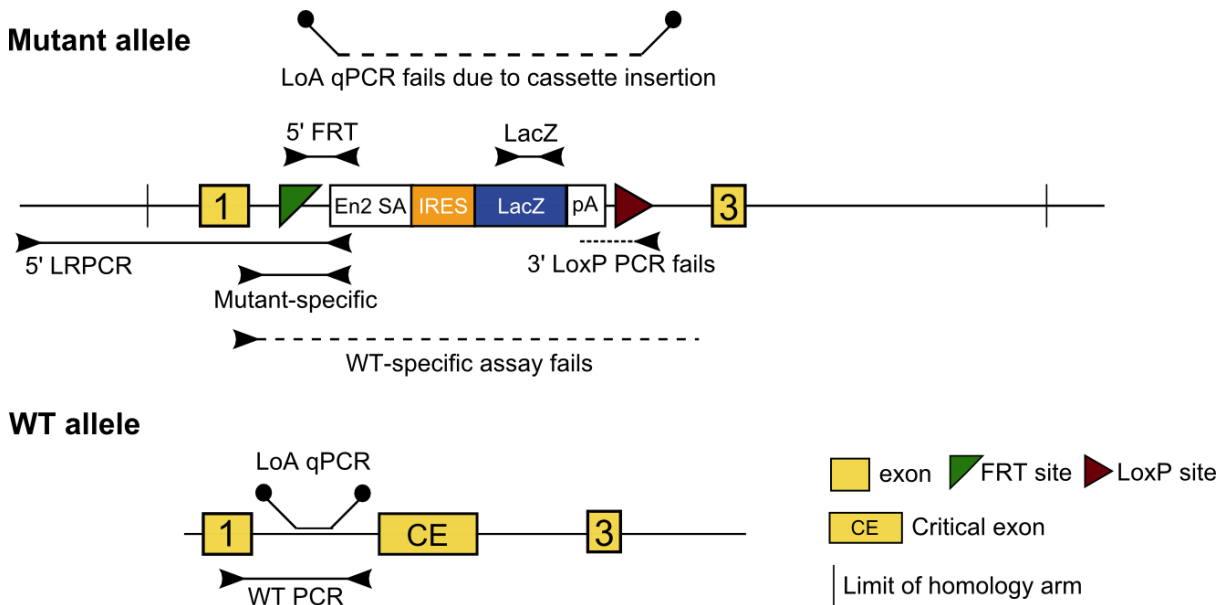 Mutant allele
LoA qPCR fails due to cassette insertion
5' FRT
LacZ
1
En2 SA
IRES
LacZ
pA
3
5' LRPCR
3' LoxP PCR fails
Mutant-specific
WT-specific assay fails
WT allele
LoA qPCR
1
CE
3
WT PCR
exon
FRT site
LoxP site
CE
Critical exon
Limit of homology arm